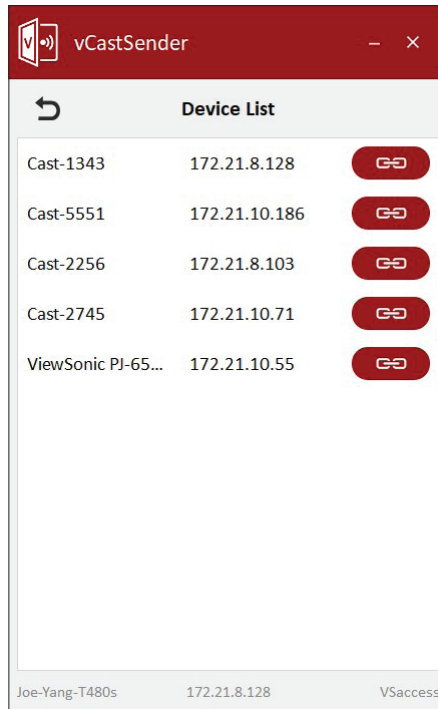 vCastSender
Device List
Cast-1343 172.21.8.128
Cast-5551 172.21.10.186
Cast-2256 172.21.8.103
Cast-2745 172.21.10.71
ViewSonic PJ-65... 172.21.10.55
Joe-Yang-T480s 172.21.8.128 VSaccess